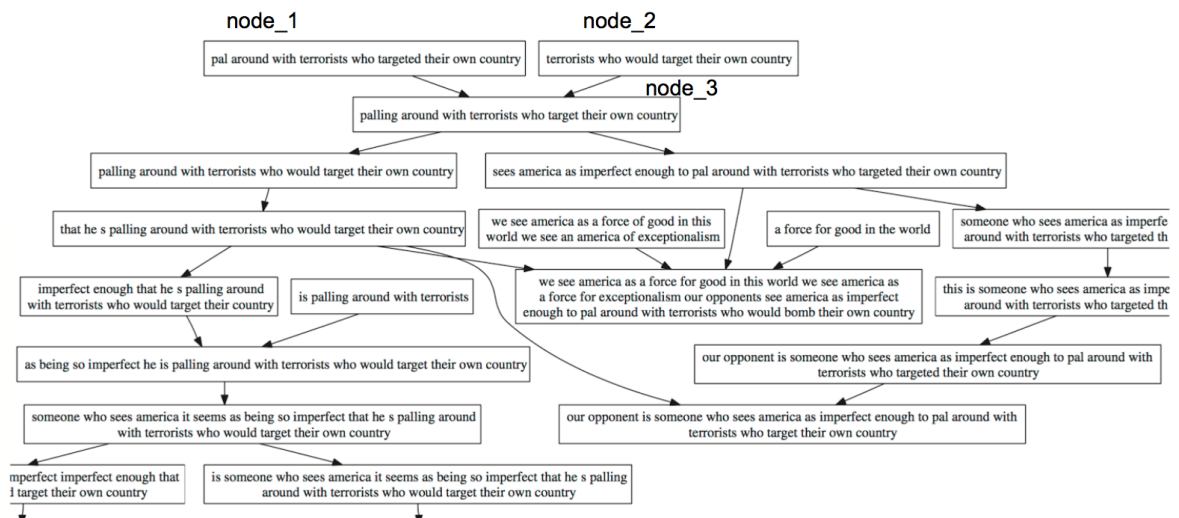 node_1
node_2
pal around with terrorists who targeted their own country
terrorists who would target their own country
node_3
palling around with terrorists who target their own country
palling around with terrorists who would target their own country
sees america as imperfect enough to pal around with terrorists who targeted their own country
that he s palling around with terrorists who would target their own country
we see america as a force of good in this
world we see an america of exceptionalism
a force for good in the world
someone who sees america as imperfe
around with terrorists who targeted th
imperfect enough that he s palling around
with terrorists who would target their own country
is palling around with terrorists
we see america as a force for good in this world we see america as
a force for exceptionalism our opponents see america as imperfect
enough to pal around with terrorists who would bomb their own country
this is someone who sees america as impe
around with terrorists who targeted th
as being so imperfect he is palling around with terrorists who would target their own country
our opponent is someone who sees america as imperfect enough to pal around with
terrorists who targeted their own country
someone who sees america it seems as being so imperfect that he s palling around
with terrorists who would target their own country
our opponent is someone who sees america as imperfect enough to pal around with
terrorists who target their own country
mperfect imperfect enough that
d target their own country
is someone who sees america it seems as being so imperfect that he s palling
around with terrorists who would target their own country